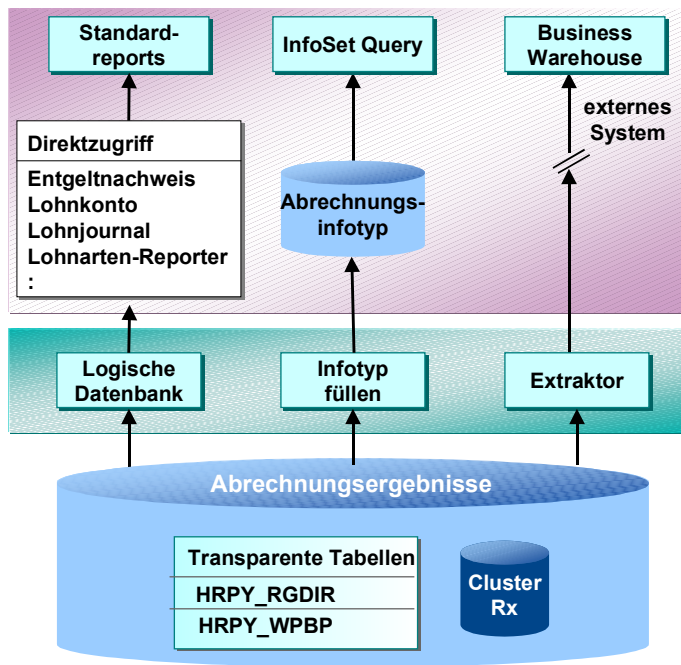 Standard-
reports
InfoSet Query
Business
Warehouse
externes
System
Direktzugriff
Entgeltnachweis
Lohnkonto
Lohnjournal
Lohnarten-Reporter
:
Abrechnungs-
infotyp
Logische
Datenbank
Infotyp
füllen
Extraktor
Abrechnungsergebnisse
Transparente Tabellen
HRPY_RGDIR
HRPY_WPBP
Cluster
Rx